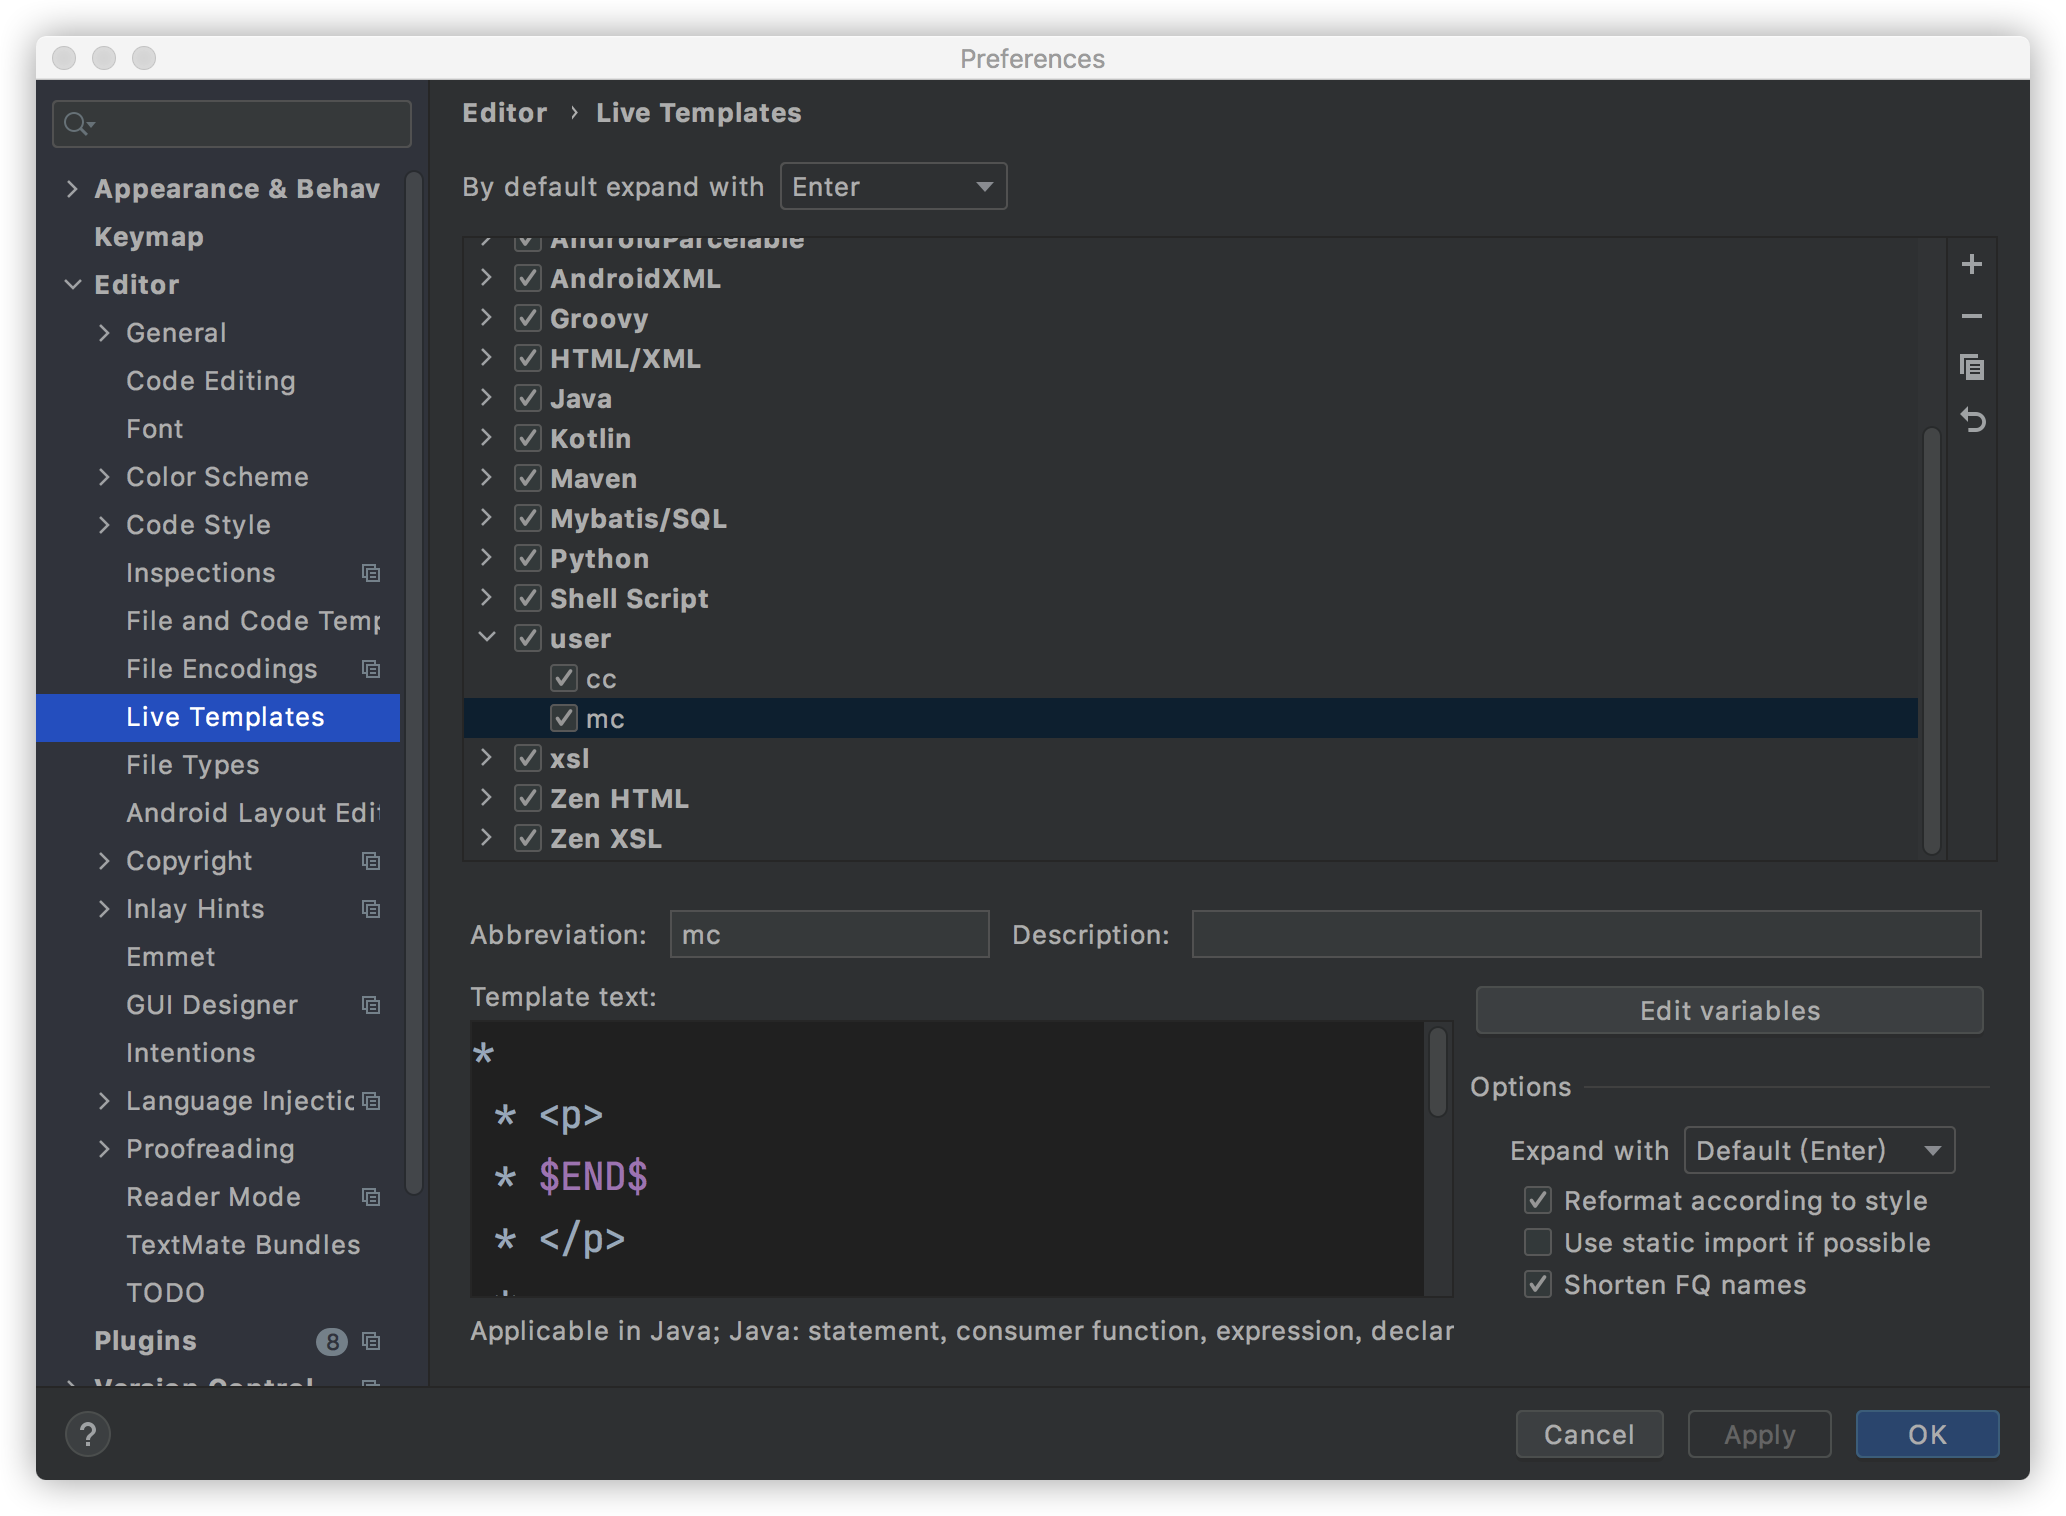 Preferences
Appearance & Behav
Keymap
Editor
General
Code Editing
Font
Color Scheme
Code Style
Inspections
File and Code Temp
File Encodings
Live Templates
File Types
Android Layout Edit
Copyright
Inlay Hints
Emmet
GUI Designer
Intentions
Language Injectio
Proofreading
Reader Mode
TextMate Bundles
TODO
Plugins 8
Version Control
Editor › Live Templates
By default expand with Enter
AndroidParcelable
AndroidXML
Groovy
HTML/XML
Java
Kotlin
Maven
Mybatis/SQL
Python
Shell Script
user
cc
mc
xsl
Zen HTML
Zen XSL
Abbreviation: mc Description:
Template text:
*
* <p>
* $END$
* </p>
*
Edit variables
Options
Expand with Default (Enter)
Reformat according to style
Use static import if possible
Shorten FQ names
Applicable in Java; Java: statement, consumer function, expression, declar
?
Cancel Apply OK